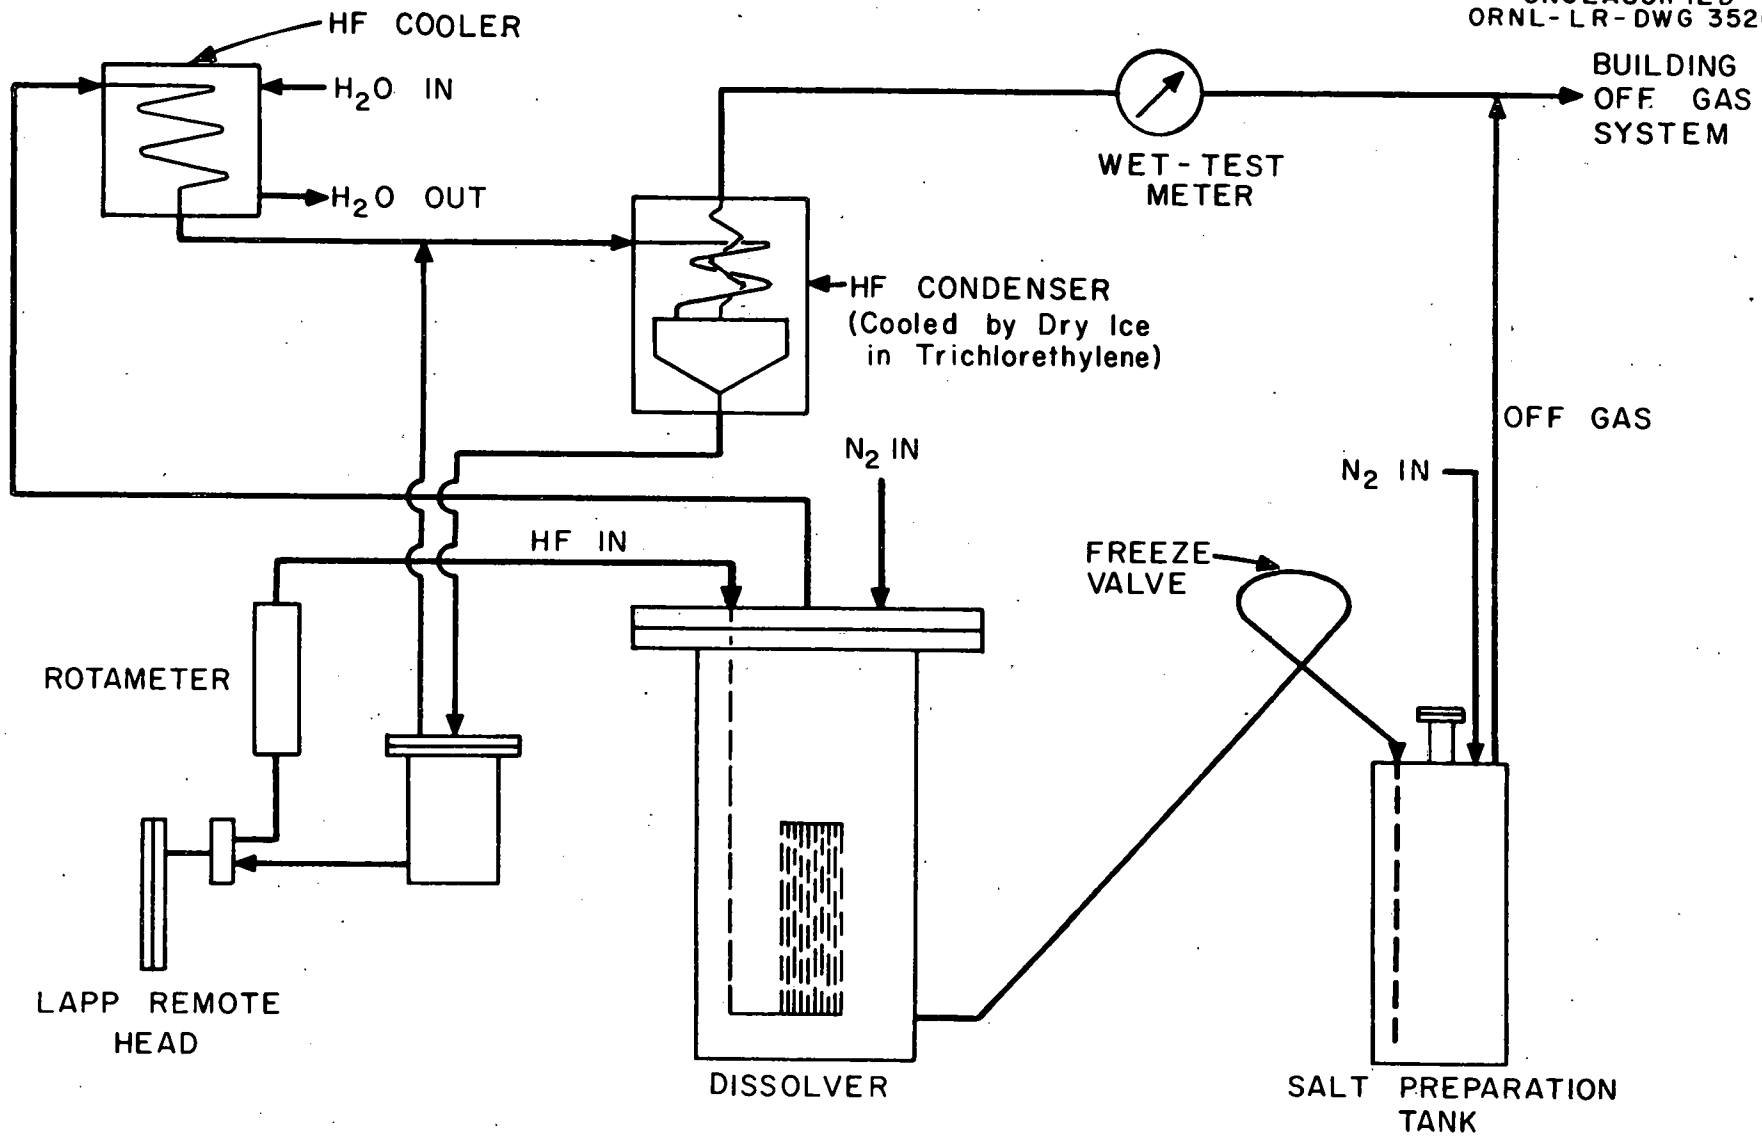 ORNL-LR-DWG
HF COOLER
H₂O IN
H₂O OUT
BUILDING
OFF GAS
SYSTEM
WET-TEST
METER
HF CONDENSER
(Cooled by Dry Ice
in Trichlorethylene)
OFF GAS
N₂ IN
N₂ IN
HF IN
FREEZE
VALVE
ROTAMETER
LAPP REMOTE
HEAD
DISSOLVER
SALT PREPARATION
TANK